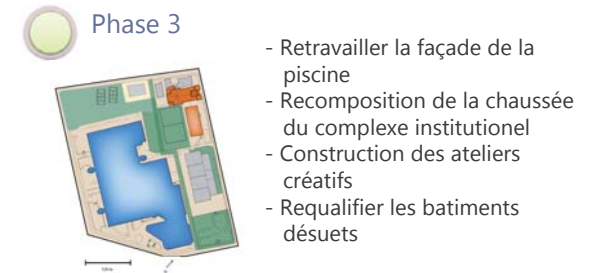 Phase 3
- Retravailler la façade de la
piscine
- Recomposition de la chaussée
du complexe institutionel
- Construction des ateliers
créatifs
- Requalifier les batiments
désuets